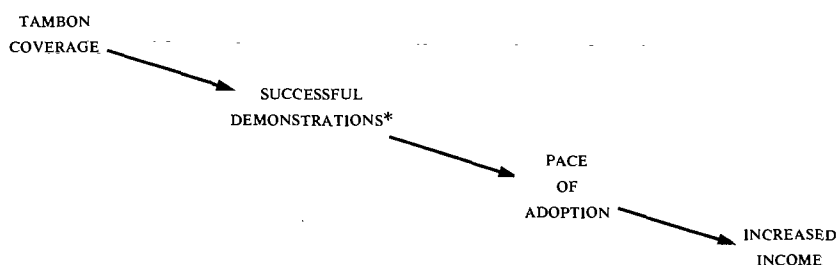 TAMBON
COVERAGE
SUCCESSFUL
DEMONSTRATIONS*
PACE
OF
ADOPTION
INCREASED
INCOME